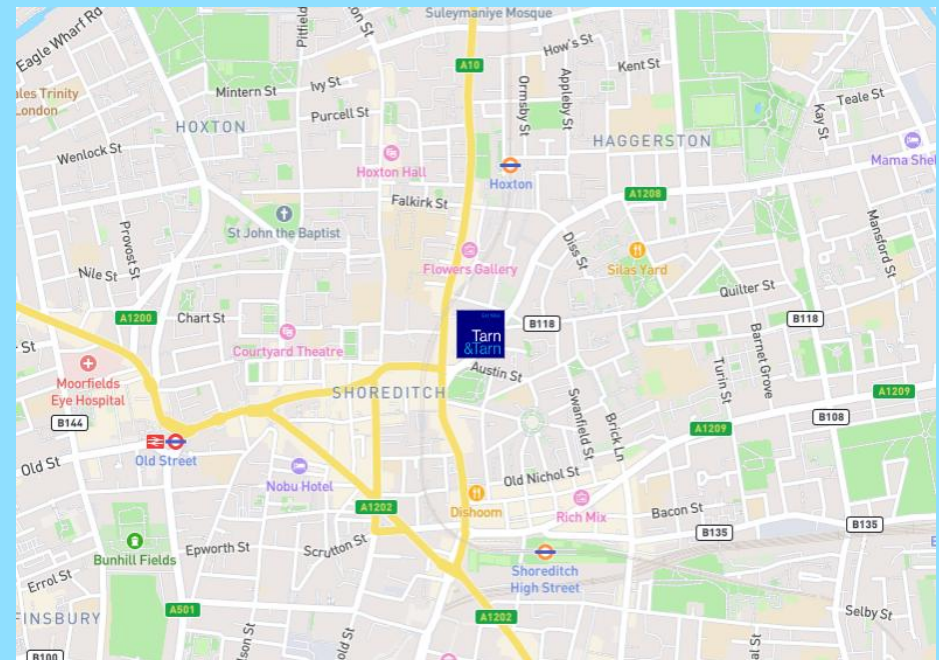 Eagle Wharf Rd
Pitfield
Suleymaniye Mosque
A10
How's St
Kent St
Ivy St
Mintern St
Ormsby St
Appleby St
Teale St
Kay St
London
Purcell St
HOXTON
HAGGERSTON
Wenlock St
Hoxton Hall
Hoxton
Mama
A1208
Falkirk St
St John the Baptist
Provost St
Mansford St
Diss St
Flowers Gallery
Silas Yard
Nile St
Quilter St
A1200
Chart St
Tarn
&Tarn
B118
B118
St
Courtyard Theatre
Barnet Grove
Moorfields
Eye Hospital
Austin St
Turin St
SHOREDITCH
A1209
Swanfield St
Brick Ln
B144
B108
A1209
Old St
Old Street
Nobu Hotel
Old Nichol St
Dishoom
Rich Mix
A1202
Bacon St
B135
B135
Bunhill Fields
Epworth St
Scrutton St
Shoreditch
High Street
Errol St
A501
A1202
Selby St
FINSBURY
B100